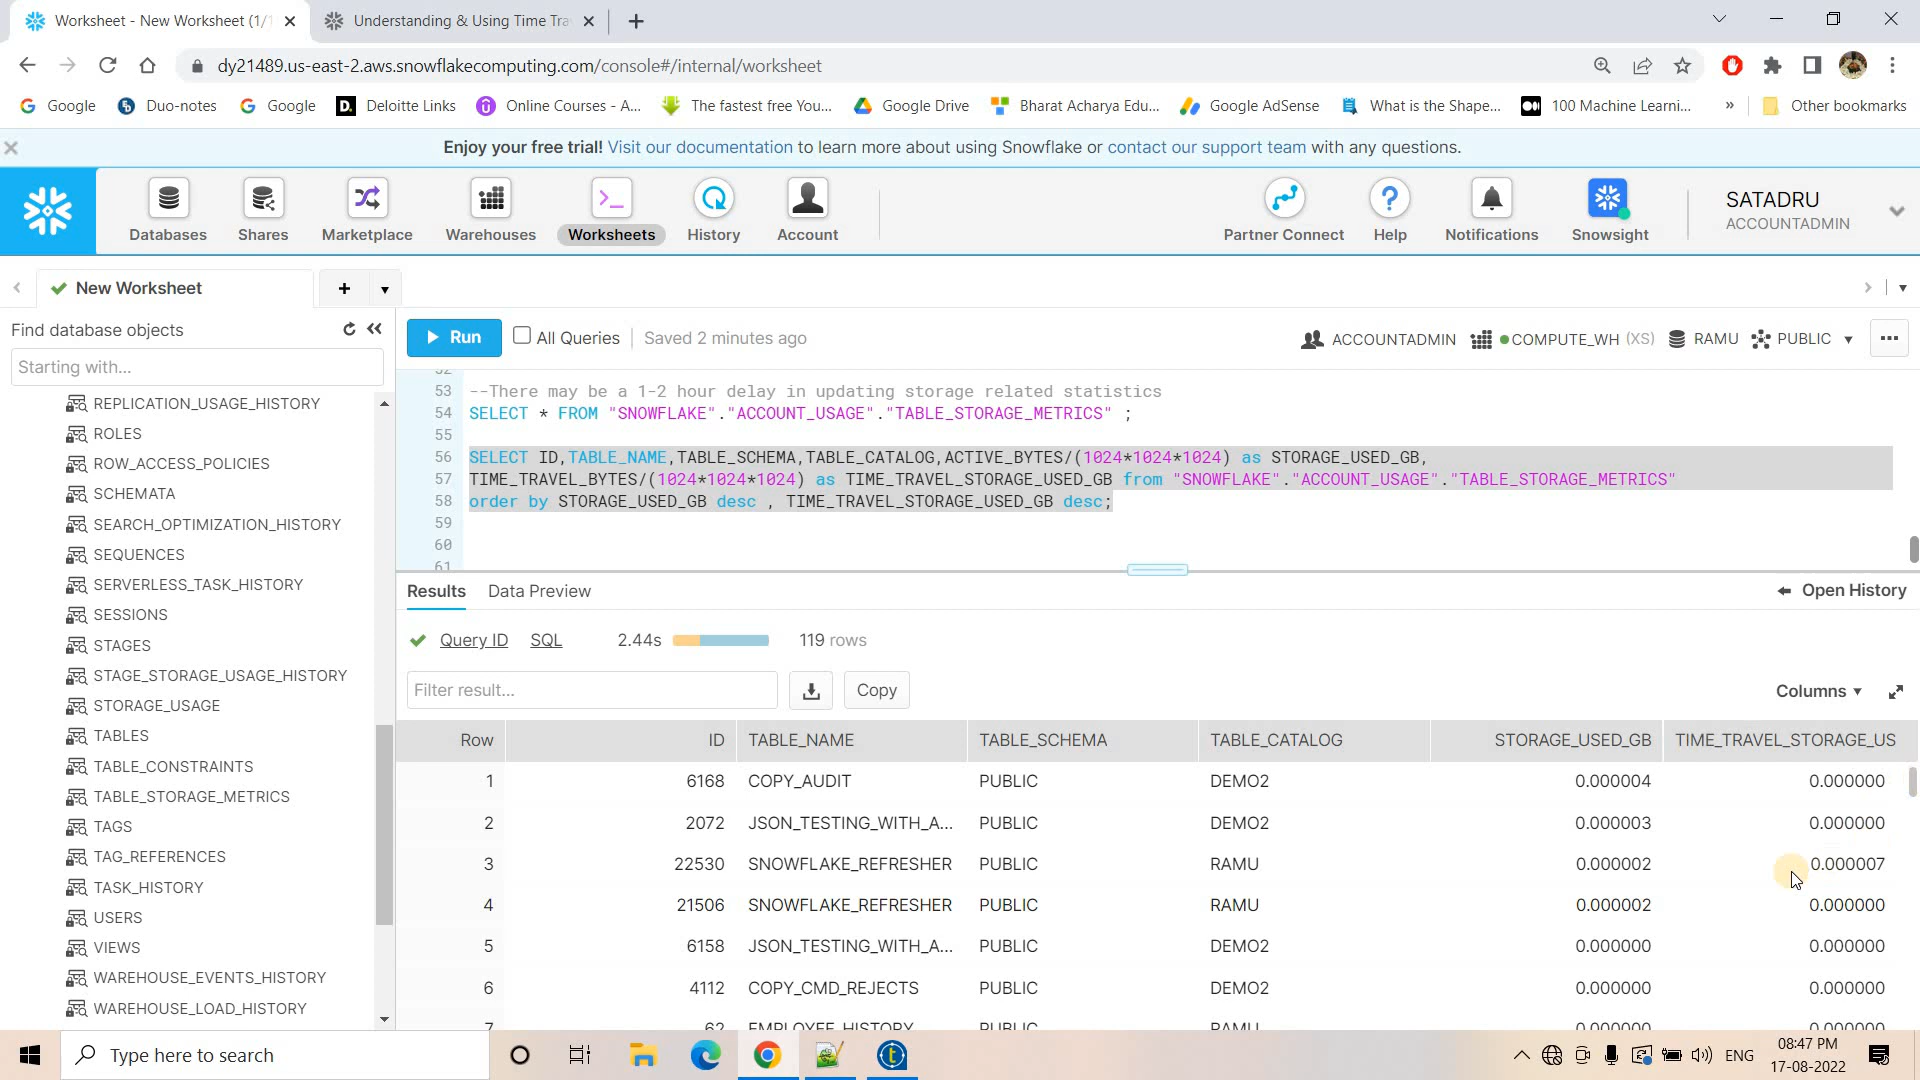 Worksheet - New Worksheet (1/1
Understanding & Using Time Tra
dy21489.us-east-2.aws.snowflakecomputing.com/console#/internal/worksheet
Google
Duo-notes
Google
Deloitte Links
Online Courses - A...
The fastest free You...
Google Drive
Bharat Acharya Edu...
Google AdSense
What is the Shape...
100 Machine Learni...
»
Other bookmarks
Enjoy your free trial! Visit our documentation to learn more about using Snowflake or contact our support team with any questions.
Databases
Shares
Marketplace
Warehouses
Worksheets
History
Account
Partner Connect
Help
Notifications
Snowsight
SATADRU
ACCOUNTADMIN
New Worksheet
Find database objects
Starting with...
REPLICATION_USAGE_HISTORY
ROLES
ROW_ACCESS_POLICIES
SCHEMATA
SEARCH_OPTIMIZATION_HISTORY
SEQUENCES
SERVERLESS_TASK_HISTORY
SESSIONS
STAGES
STAGE_STORAGE_USAGE_HISTORY
STORAGE_USAGE
TABLES
TABLE_CONSTRAINTS
TABLE_STORAGE_METRICS
TAGS
TAG_REFERENCES
TASK_HISTORY
USERS
VIEWS
WAREHOUSE_EVENTS_HISTORY
WAREHOUSE_LOAD_HISTORY
Run
All Queries
Saved 2 minutes ago
ACCOUNTADMIN
COMPUTE_WH (XS)
RAMU
PUBLIC
52
53 --There may be a 1-2 hour delay in updating storage related statistics
54 SELECT * FROM "SNOWFLAKE"."ACCOUNT_USAGE"."TABLE_STORAGE_METRICS" ;
55
56 SELECT ID,TABLE_NAME,TABLE_SCHEMA,TABLE_CATALOG,ACTIVE_BYTES/(1024*1024*1024) as STORAGE_USED_GB,
57 TIME_TRAVEL_BYTES/(1024*1024*1024) as TIME_TRAVEL_STORAGE_USED_GB from "SNOWFLAKE"."ACCOUNT_USAGE"."TABLE_STORAGE_METRICS"
58 order by STORAGE_USED_GB desc , TIME_TRAVEL_STORAGE_USED_GB desc;
59
60
61
Results
Data Preview
Open History
Query ID
SQL
2.44s
119 rows
Filter result...
Copy
Columns
Row ID TABLE_NAME TABLE_SCHEMA TABLE_CATALOG STORAGE_USED_GB TIME_TRAVEL_STORAGE_US
1 6168 COPY_AUDIT PUBLIC DEMO2 0.000004 0.000000
2 2072 JSON_TESTING_WITH_A... PUBLIC DEMO2 0.000003 0.000000
3 22530 SNOWFLAKE_REFRESHER PUBLIC RAMU 0.000002 0.000007
4 21506 SNOWFLAKE_REFRESHER PUBLIC RAMU 0.000002 0.000000
5 6158 JSON_TESTING_WITH_A... PUBLIC DEMO2 0.000000 0.000000
6 4112 COPY_CMD_REJECTS PUBLIC DEMO2 0.000000 0.000000
7 62 EMPLOYEE_HISTORY PUBLIC RAMU 0.000000 0.000000
Type here to search
ENG
08:47 PM
17-08-2022